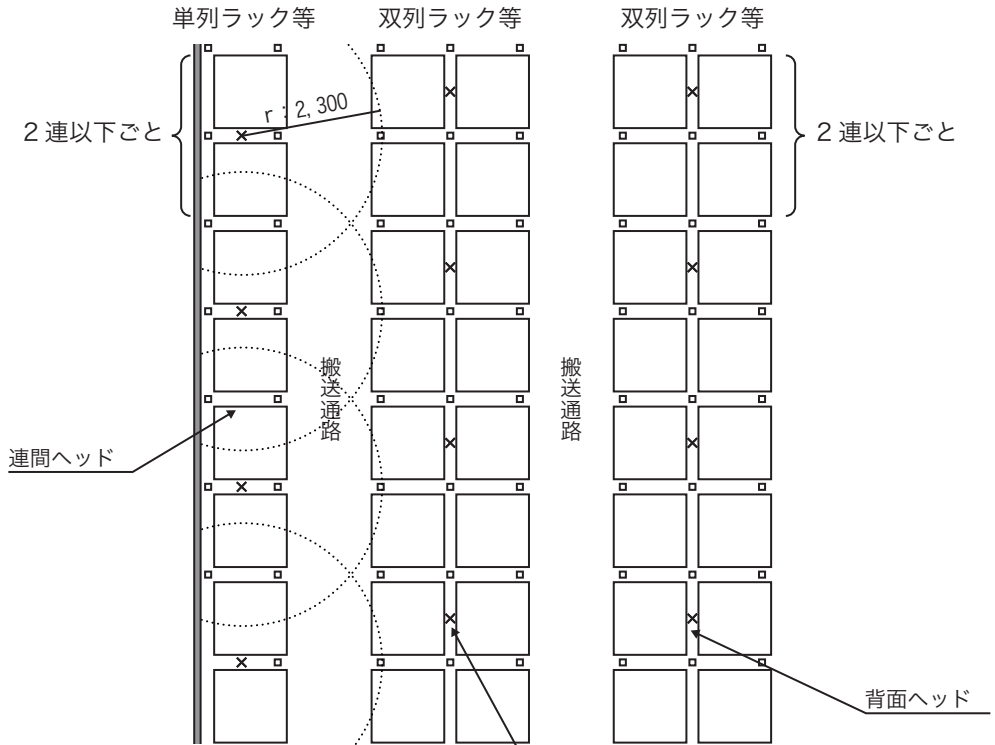 単列ラック等
双列ラック等
双列ラック等
r : 2,300
2連以下ごと
2連以下ごと
搬送通路
搬送通路
連間ヘッド
背面ヘッド